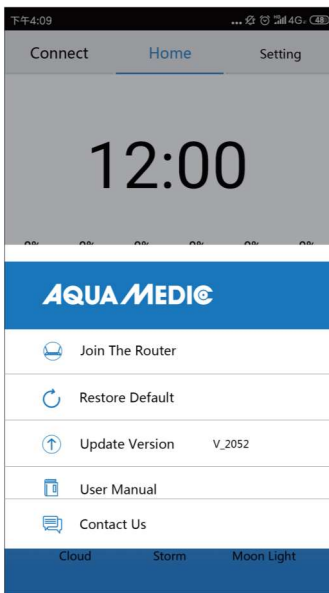 下午4:09 ... 4G 48
Connect Home Setting
12:00
0% 0% 0% 0% 0% 0%
AQUA MEDIC
Join The Router
Restore Default
Update Version V_2052
User Manual
Contact Us
Cloud Storm Moon Light